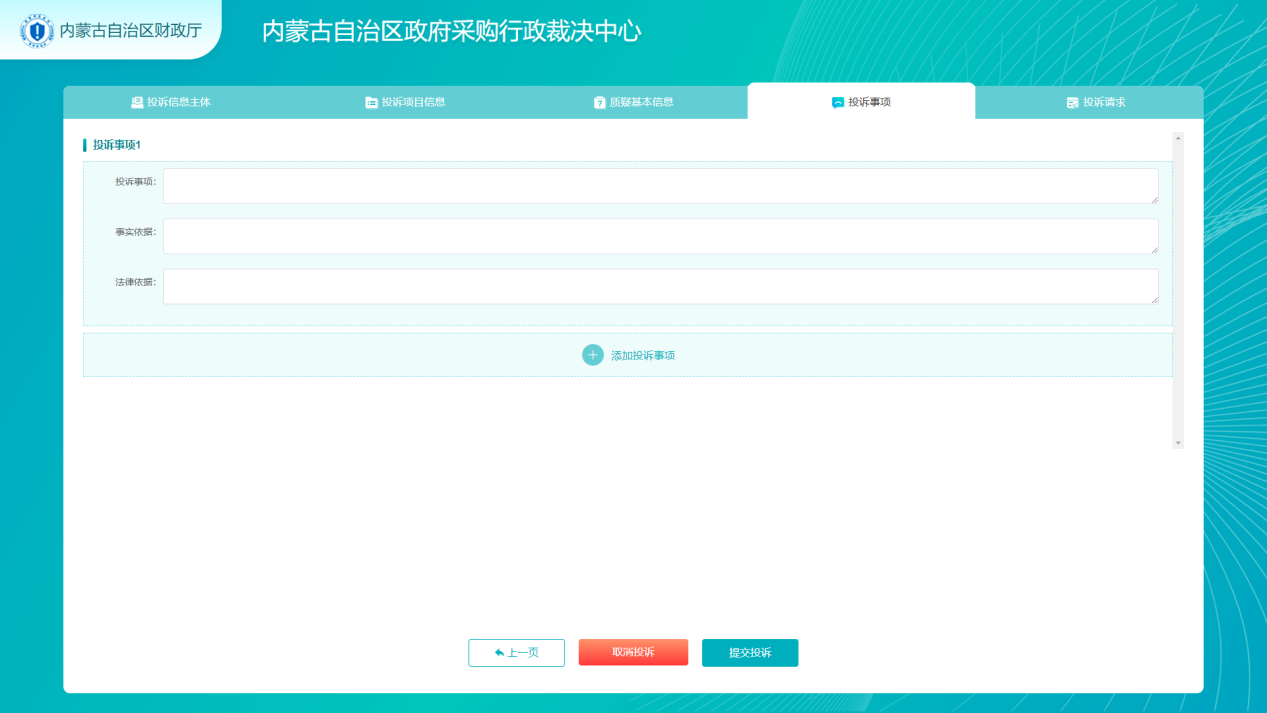 内蒙古自治区财政厅
内蒙古自治区政府采购行政裁决中心
投诉信息主体
投诉项目信息
质疑基本信息
投诉事项
投诉请求
投诉事项1
投诉事项:
事实依据:
法律依据:
添加投诉事项
上一页
取消投诉
提交投诉